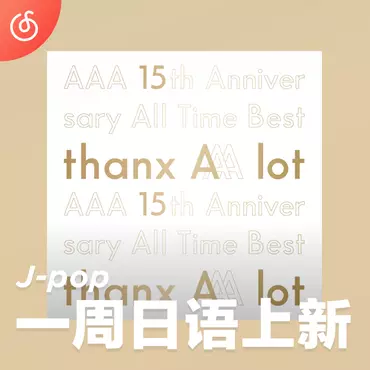 AAA 15th Anniver
sary All Time Best
thanx AAA lot
AAA 15th Anniver
sary All Time Best
thanx AAA lot
J-pop
一周日语上新